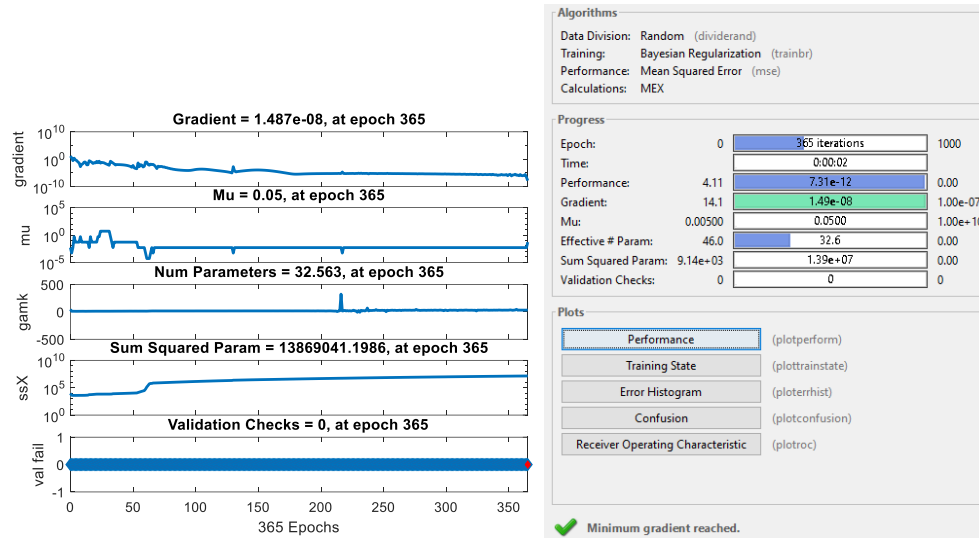 Gradient = 1.487e-08, at epoch 365
gradient
10^10
10^0
10^-10
Mu = 0.05, at epoch 365
mu
10^5
10^0
10^-5
Num Parameters = 32.563, at epoch 365
gamk
500
0
-500
Sum Squared Param = 13869041.1986, at epoch 365
ssX
10^10
10^5
10^0
Validation Checks = 0, at epoch 365
val fail
1
0
-1
0 50 100 150 200 250 300 350
365 Epochs
Algorithms
Data Division: Random (dividerand)
Training: Bayesian Regularization (trainbr)
Performance: Mean Squared Error (mse)
Calculations: MEX
Progress
Epoch: 0 365 iterations 1000
Time: 0:00:02
Performance: 4.11 7.31e-12 0.00
Gradient: 14.1 1.49e-08 1.00e-07
Mu: 0.00500 0.0500 1.00e+10
Effective # Param: 46.0 32.6 0.00
Sum Squared Param: 9.14e+03 1.39e+07 0.00
Validation Checks: 0 0 0
Plots
Performance (plotperform)
Training State (plottrainstate)
Error Histogram (ploterrhist)
Confusion (plotconfusion)
Receiver Operating Characteristic (plotroc)
Minimum gradient reached.